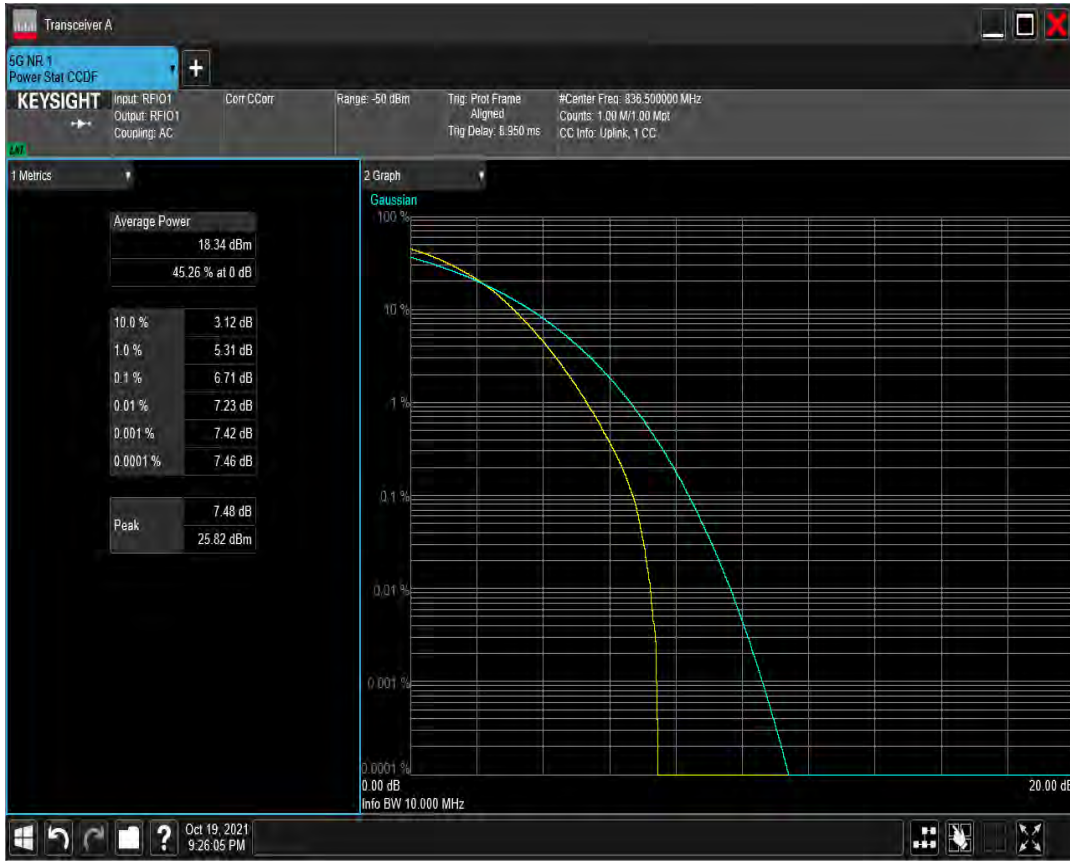 Transceiver A
5G NR 1
Power Stat CCDF
+
KEYSIGHT
Input: RFIO1
Output: RFIO1
Coupling: AC
Corr CCorr
Range: -50 dBm
Trig: Prot Frame
Aligned
Trig Delay: 8.950 ms
#Center Freq: 836.500000 MHz
Counts: 1.00 M/1.00 Mpt
CC Info: Uplink, 1 CC
1 Metrics
Average Power
18.34 dBm
45.26 % at 0 dB
10.0 % 3.12 dB
1.0 % 5.31 dB
0.1 % 6.71 dB
0.01 % 7.23 dB
0.001 % 7.42 dB
0.0001 % 7.46 dB
Peak
7.48 dB
25.82 dBm
2 Graph
Gaussian
100 %
10 %
1 %
0.1 %
0.01 %
0.001 %
0.0001 %
0.00 dB
20.00 dB
Info BW 10.000 MHz
?
Oct 19, 2021
9:26:05 PM